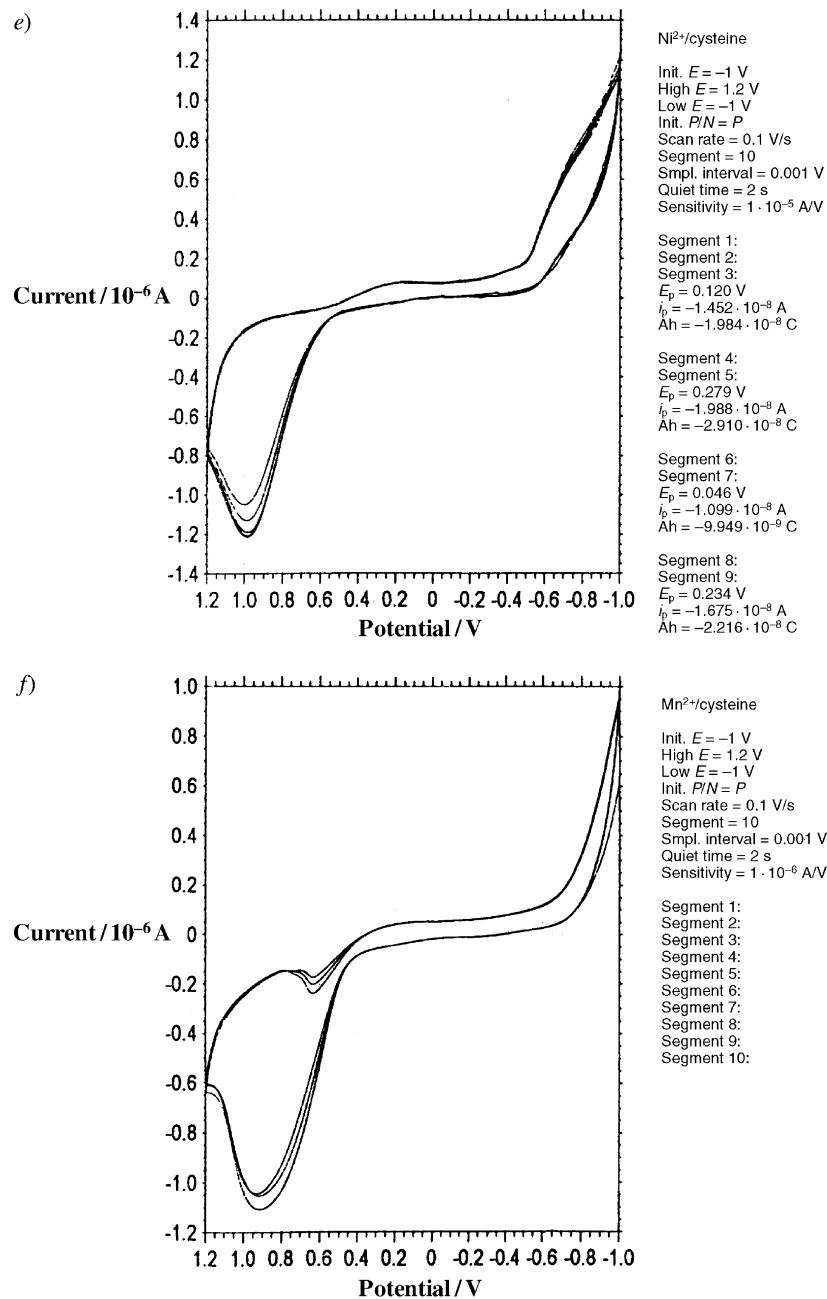 e)
1.4
1.2
1.0
0.8
0.6
0.4
0.2
0
-0.2
-0.4
-0.6
-0.8
-1.0
-1.2
-1.4
Current / 10⁻⁶ A
1.2 1.0 0.8 0.6 0.4 0.2 0 -0.2 -0.4 -0.6 -0.8 -1.0
Potential / V
Ni²⁺/cysteine
Init. E = –1 V
High E = 1.2 V
Low E = –1 V
Init. P/N = P
Scan rate = 0.1 V/s
Segment = 10
Smpl. interval = 0.001 V
Quiet time = 2 s
Sensitivity = 1 · 10⁻⁵ A/V
Segment 1:
Segment 2:
Segment 3:
Eₚ = 0.120 V
iₚ = –1.452 · 10⁻⁸ A
Ah = –1.984 · 10⁻⁸ C
Segment 4:
Segment 5:
Eₚ = 0.279 V
iₚ = –1.988 · 10⁻⁸ A
Ah = –2.910 · 10⁻⁸ C
Segment 6:
Segment 7:
Eₚ = 0.046 V
iₚ = –1.099 · 10⁻⁸ A
Ah = –9.949 · 10⁻⁹ C
Segment 8:
Segment 9:
Eₚ = 0.234 V
iₚ = –1.675 · 10⁻⁸ A
Ah = –2.216 · 10⁻⁸ C
f)
1.0
0.8
0.6
0.4
0.2
0
-0.2
-0.4
-0.6
-0.8
-1.0
-1.2
Current / 10⁻⁶ A
1.2 1.0 0.8 0.6 0.4 0.2 0 -0.2 -0.4 -0.6 -0.8 -1.0
Potential / V
Mn²⁺/cysteine
Init. E = –1 V
High E = 1.2 V
Low E = –1 V
Init. P/N = P
Scan rate = 0.1 V/s
Segment = 10
Smpl. interval = 0.001 V
Quiet time = 2 s
Sensitivity = 1 · 10⁻⁶ A/V
Segment 1:
Segment 2:
Segment 3:
Segment 4:
Segment 5:
Segment 6:
Segment 7:
Segment 8:
Segment 9:
Segment 10: